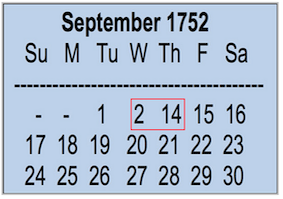 September 1752
Su M Tu W Th F Sa
--------------------------------------------
- - 1 2 14 15 16
17 18 19 20 21 22 23
24 25 26 27 28 29 30